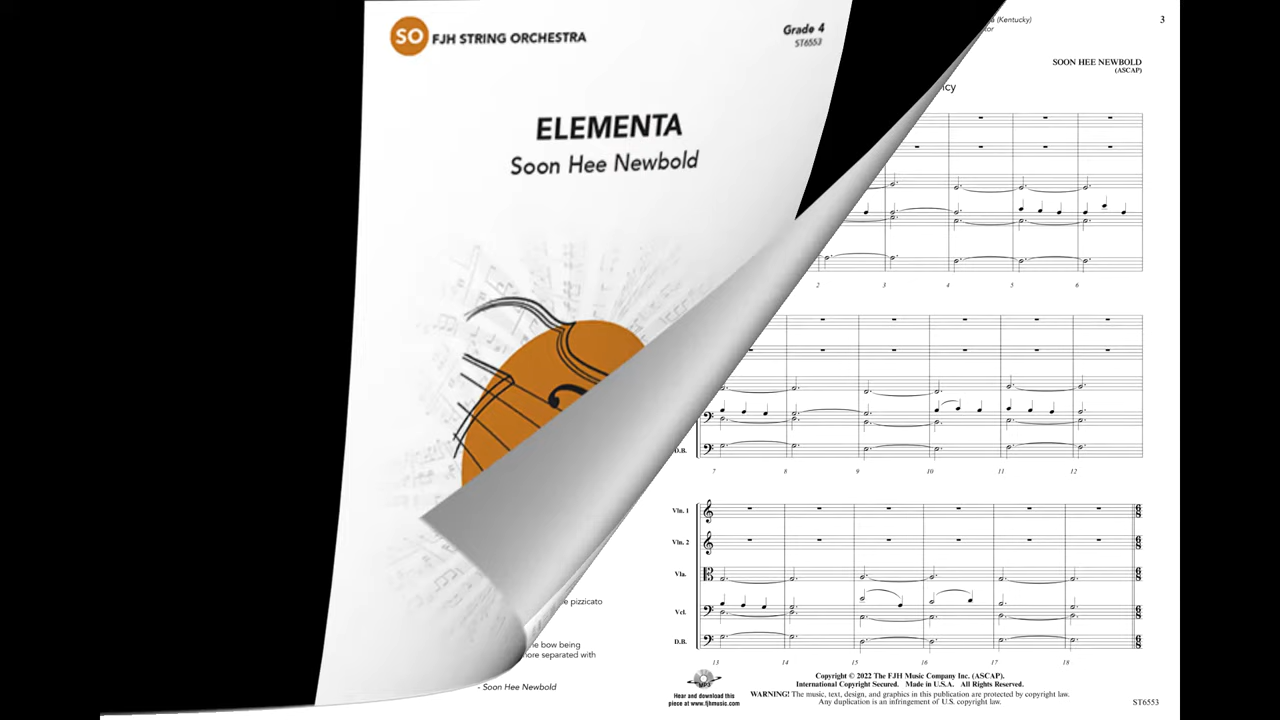 SO FJH STRING ORCHESTRA
Grade 4
ST6553
ELEMENTA
Soon Hee Newbold
pizzicato
bow being
separated with
- Soon Hee Newbold
(Kentucky)
3
SOON HEE NEWBOLD
(ASCAP)
2 3 4 5 6
D.B.
7 8 9 10 11 12
Vln. 1
Vln. 2
Vla.
Vcl.
D.B.
13 14 15 16 17 18
Hear and download this
piece at www.fjhmusic.com
MP3
Copyright © 2022 The FJH Music Company Inc. (ASCAP).
International Copyright Secured. Made in U.S.A. All Rights Reserved.
WARNING! The music, text, design, and graphics in this publication are protected by copyright law.
Any duplication is an infringement of U.S. copyright law.
ST6553